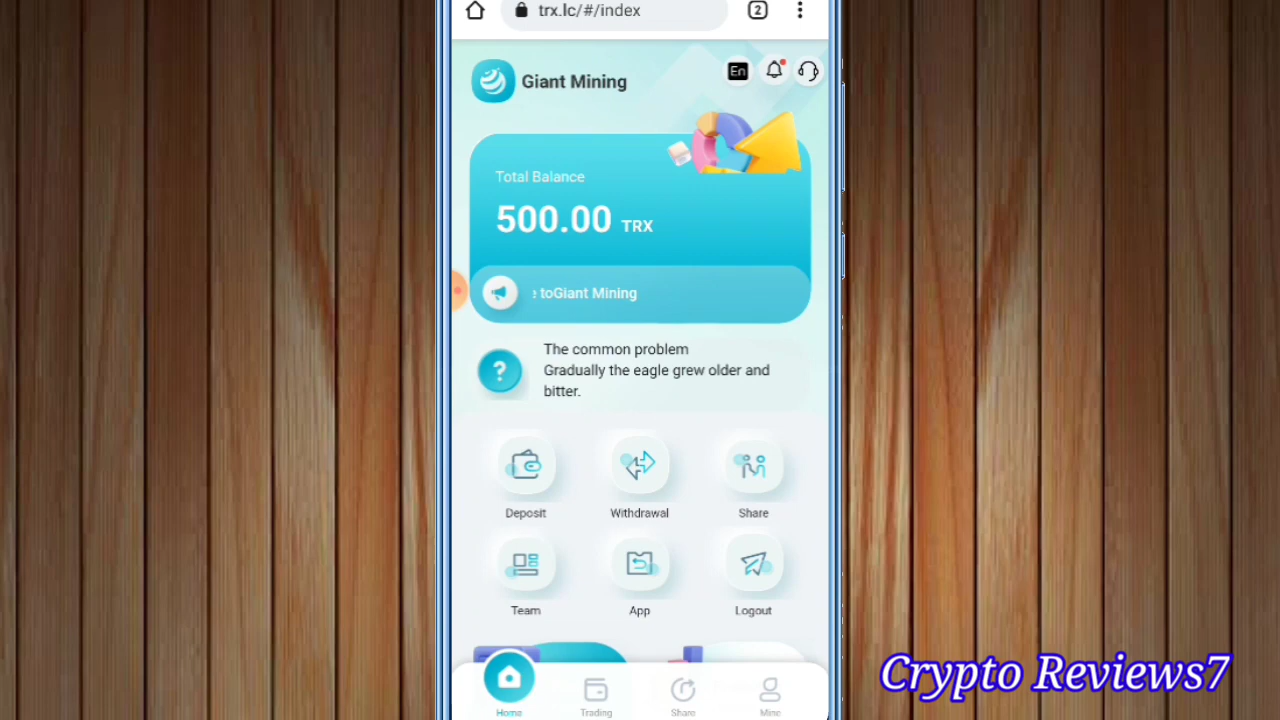 trx.lc/#/index
2
Giant Mining
En
Total Balance
500.00 TRX
toGiant Mining
The common problem
Gradually the eagle grew older and
bitter.
?
Deposit
Withdrawal
Share
Team
App
Logout
Home
Trading
Share
Mine
Crypto Reviews7